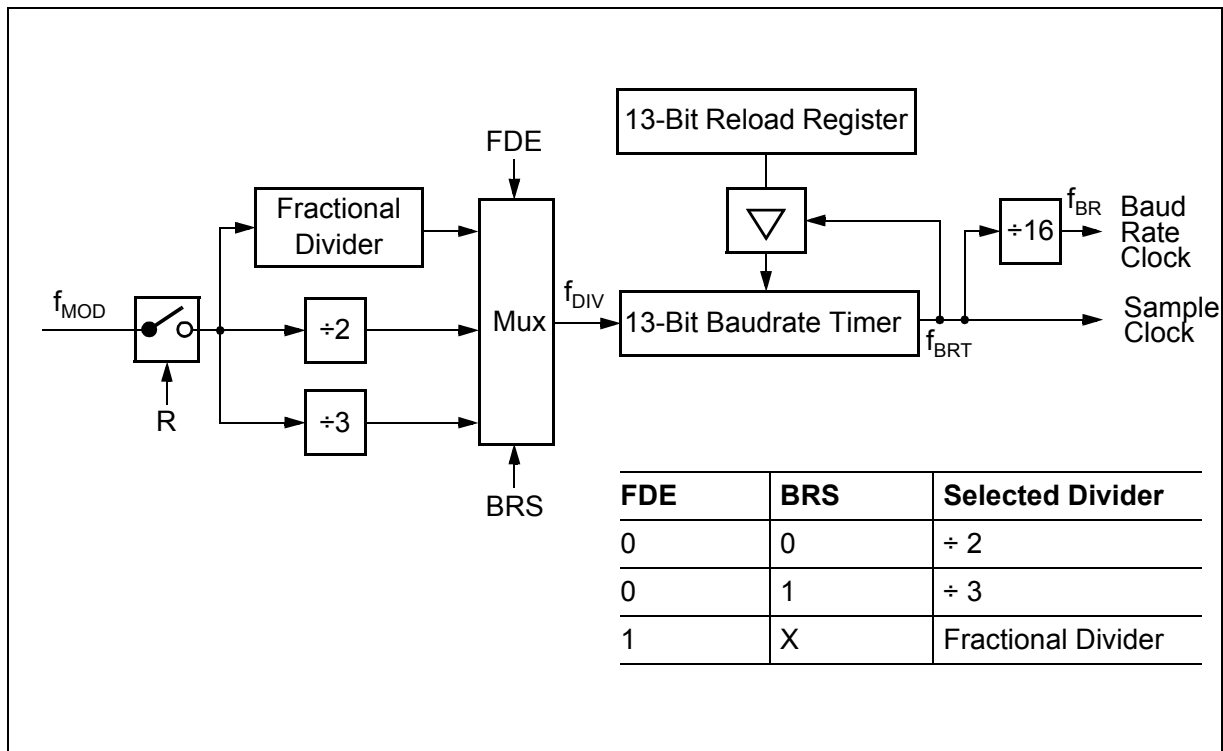 13-Bit Reload Register
FDE
Fractional
Divider
f_BR
Baud
Rate
Clock
÷16
f_MOD
f_DIV
÷2
Mux
13-Bit Baudrate Timer
Sample
Clock
f_BRT
R
÷3
BRS
FDE BRS Selected Divider
0 0 ÷ 2
0 1 ÷ 3
1 X Fractional Divider